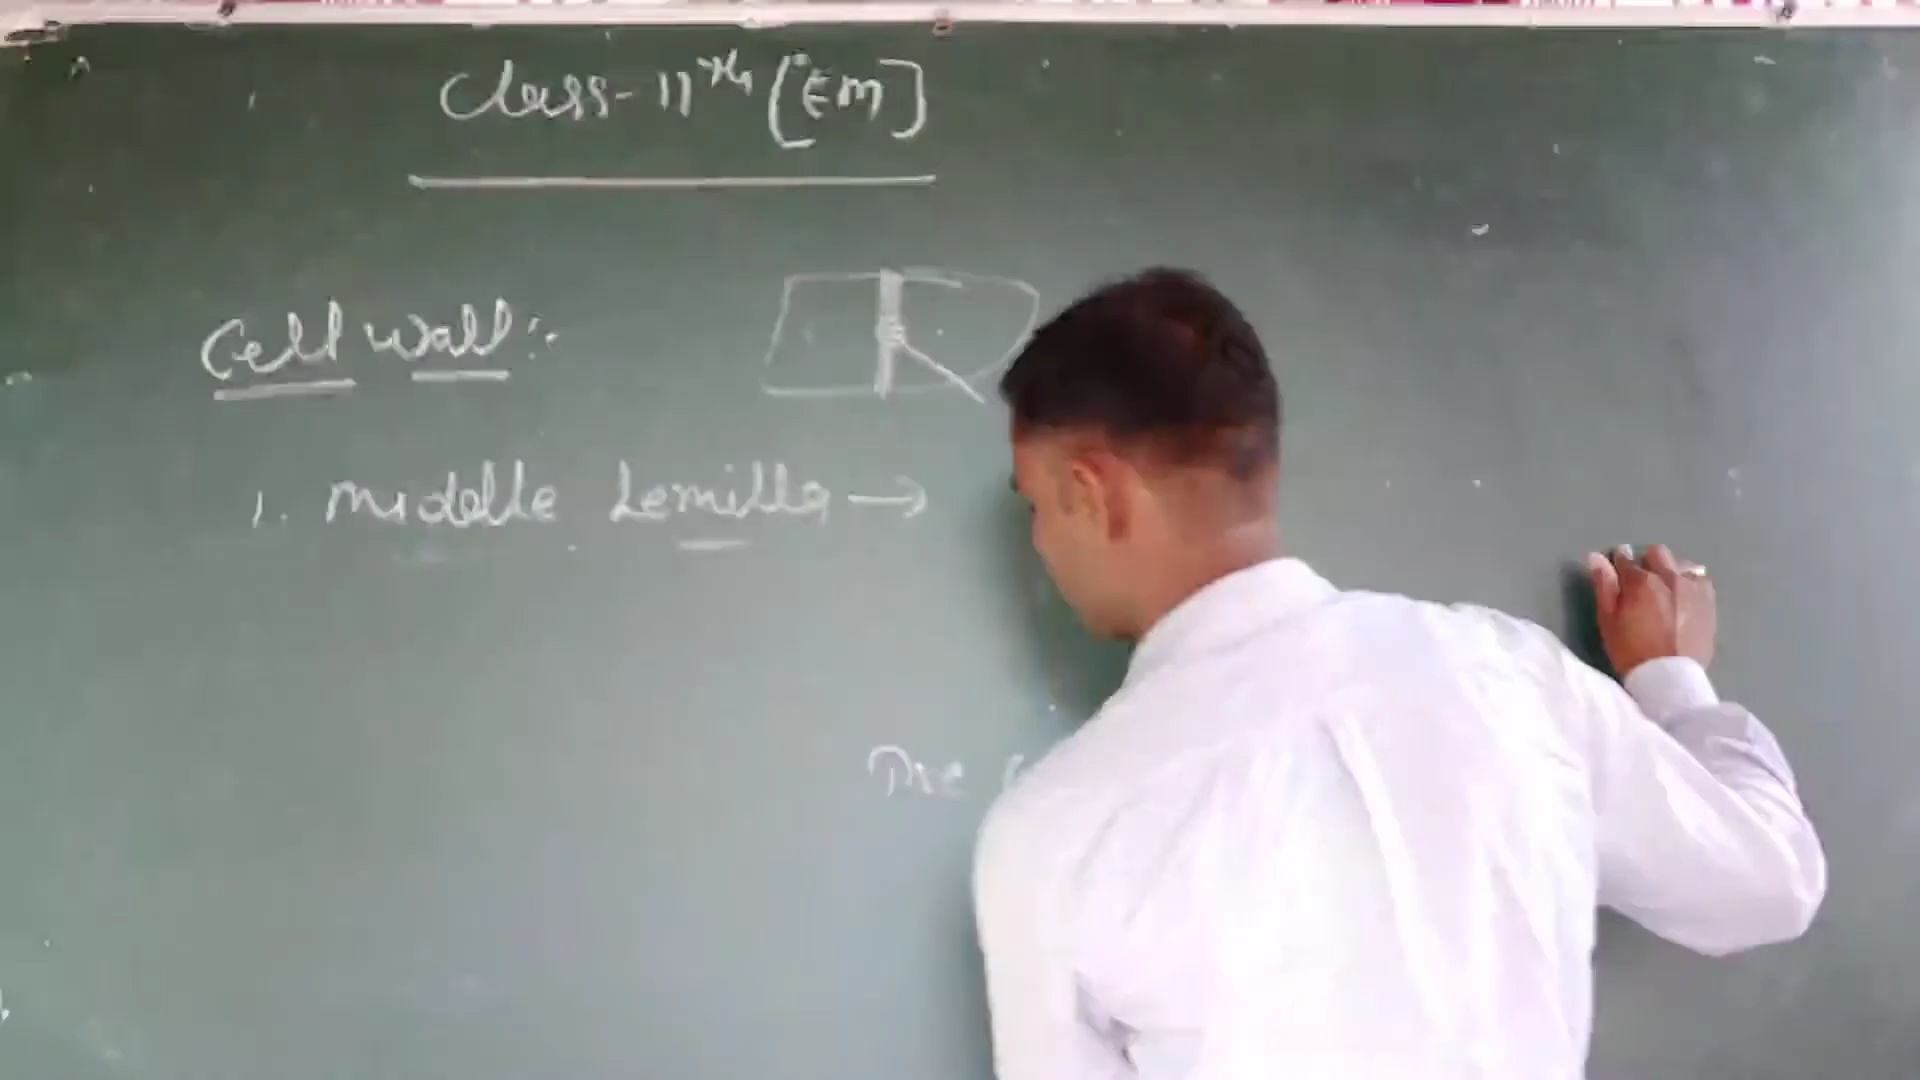 Class-11th [EM]
Cell wall:-
1. middle Lemilla →
The